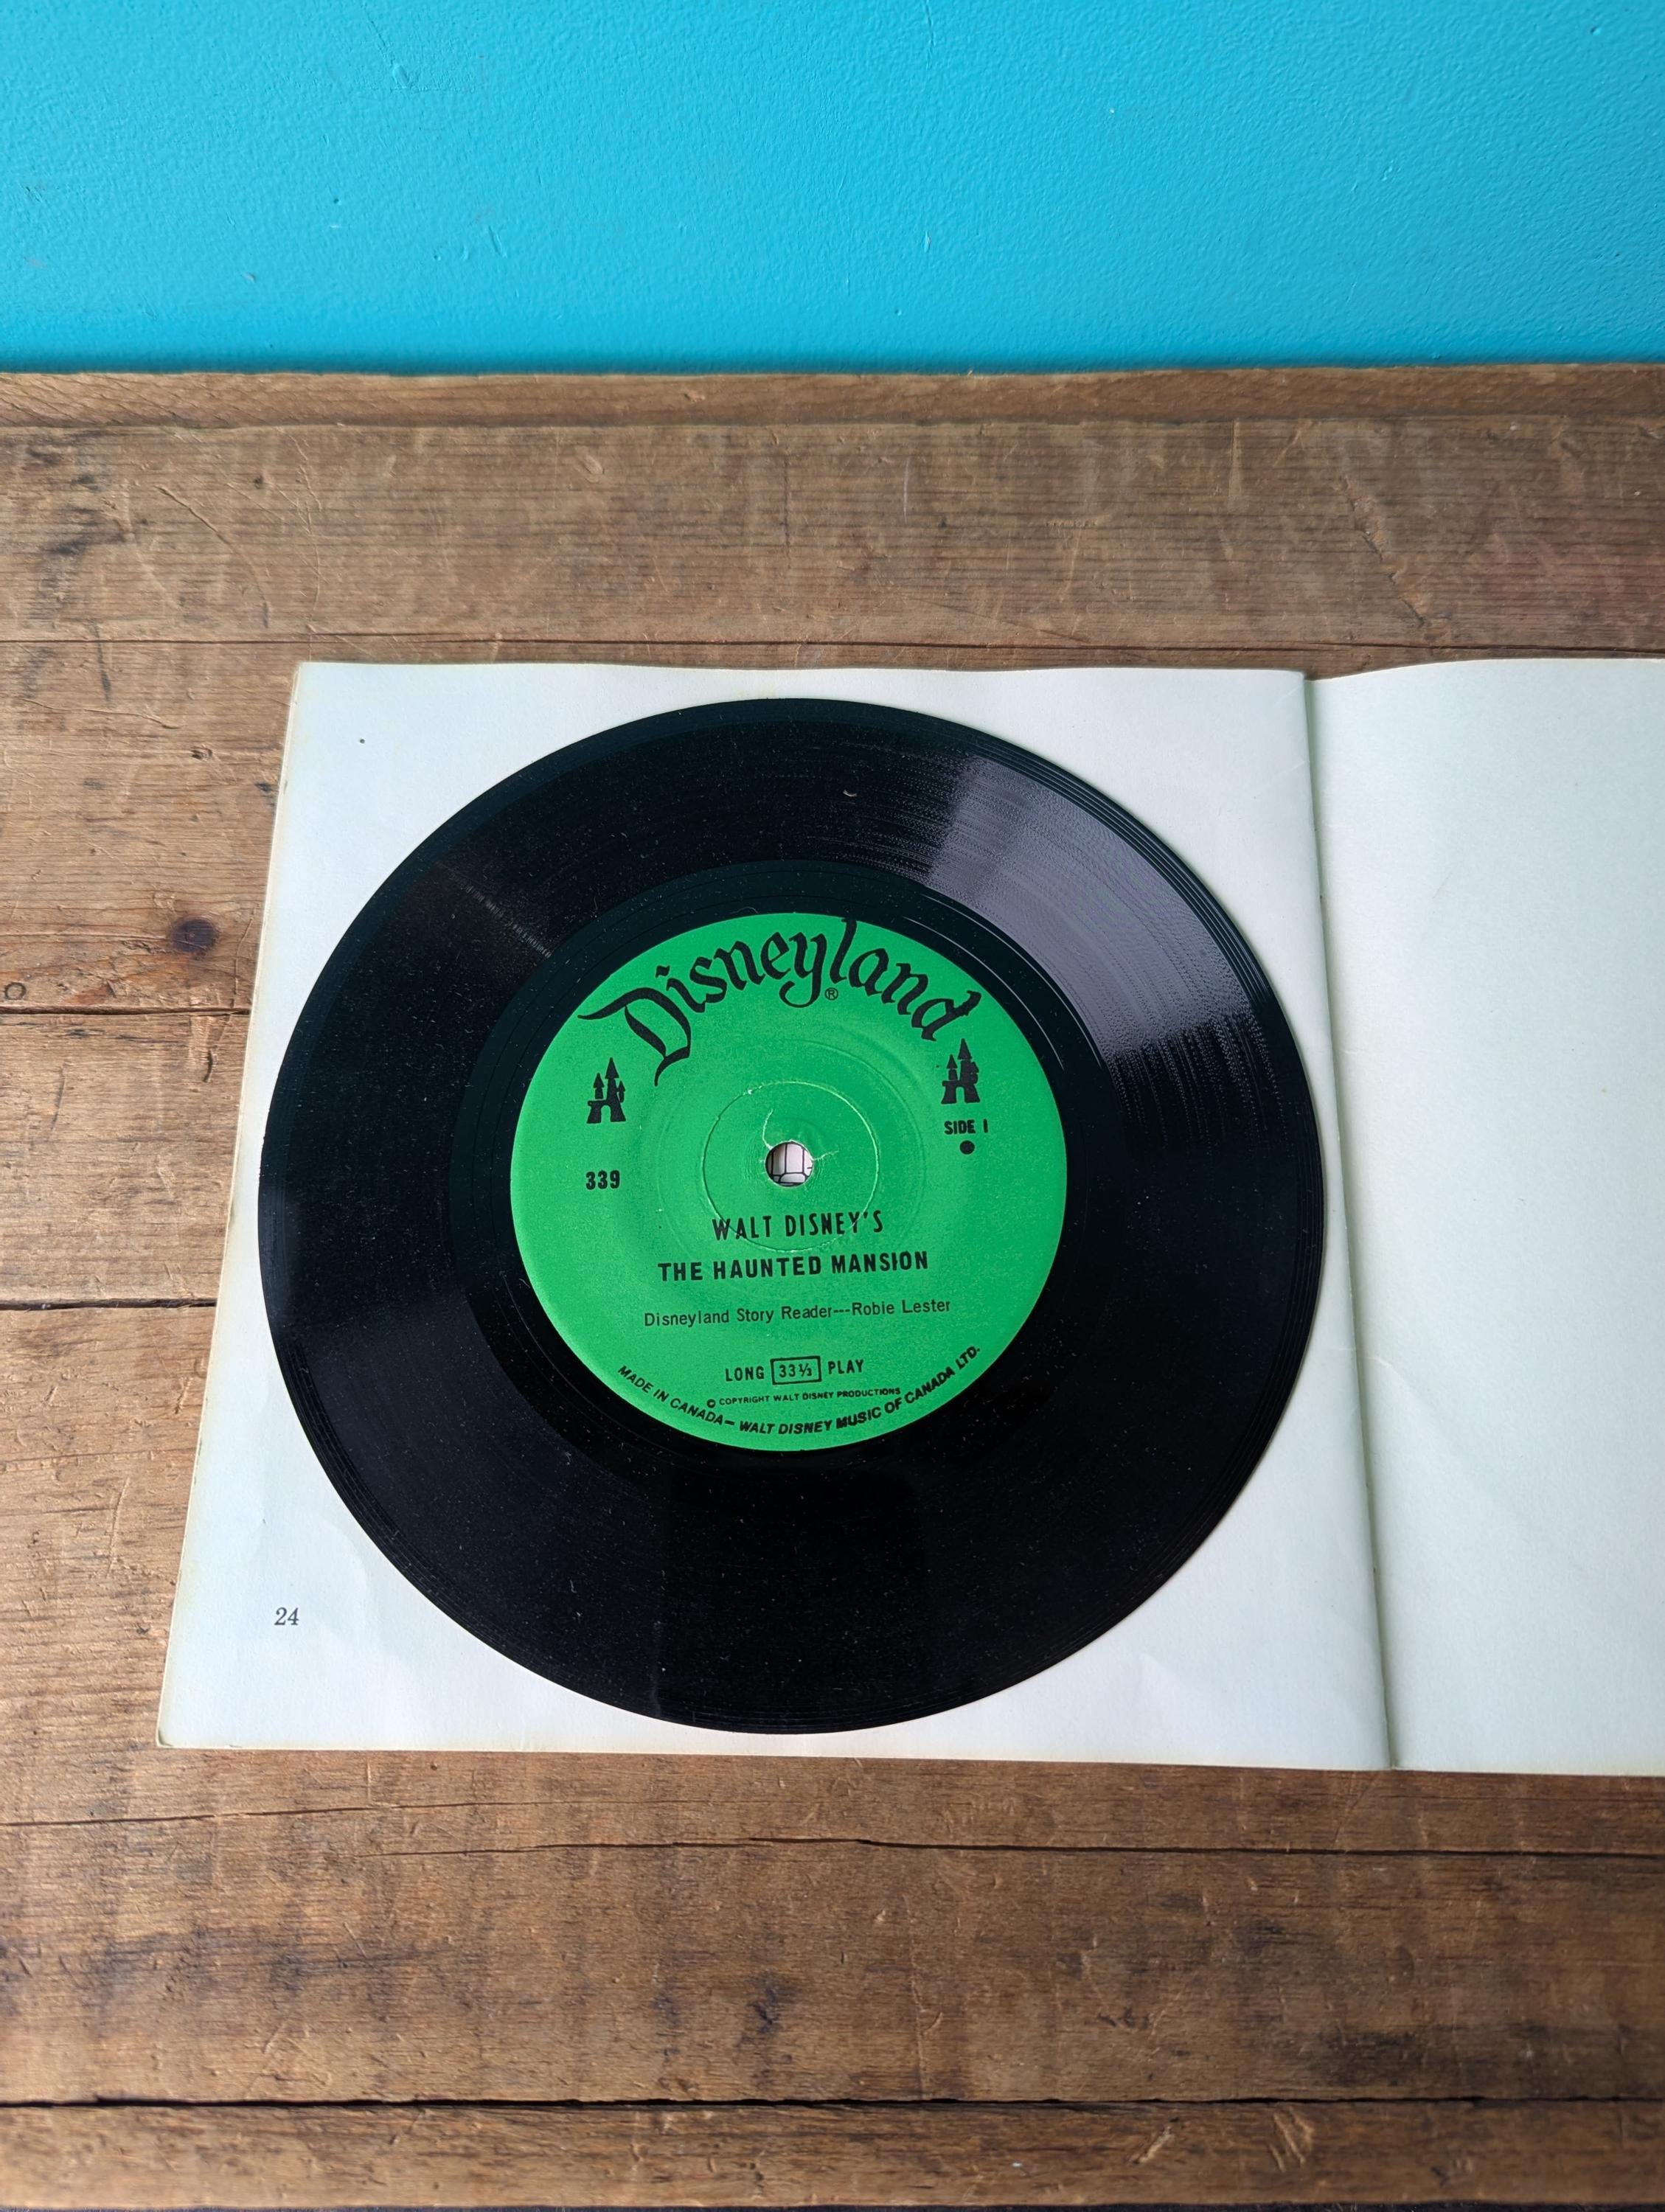 Disneyland®
SIDE 1
339
WALT DISNEY'S
THE HAUNTED MANSION
Disneyland Story Reader---Robie Lester
LONG 33⅓ PLAY
© COPYRIGHT WALT DISNEY PRODUCTIONS
MADE IN CANADA— WALT DISNEY MUSIC OF CANADA LTD.
24